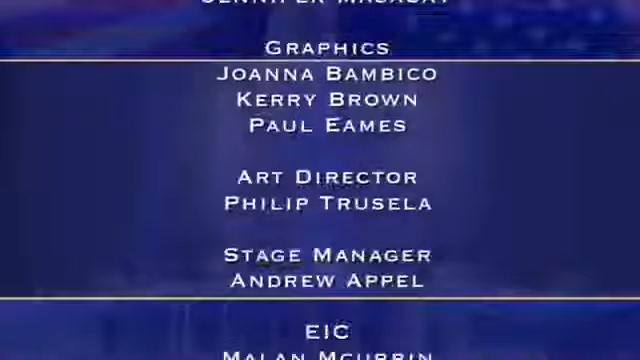 GRAPHICS
JOANNA BAMBICO
KERRY BROWN
PAUL EAMES
ART DIRECTOR
PHILIP TRUSELA
STAGE MANAGER
ANDREW APPEL
EIC